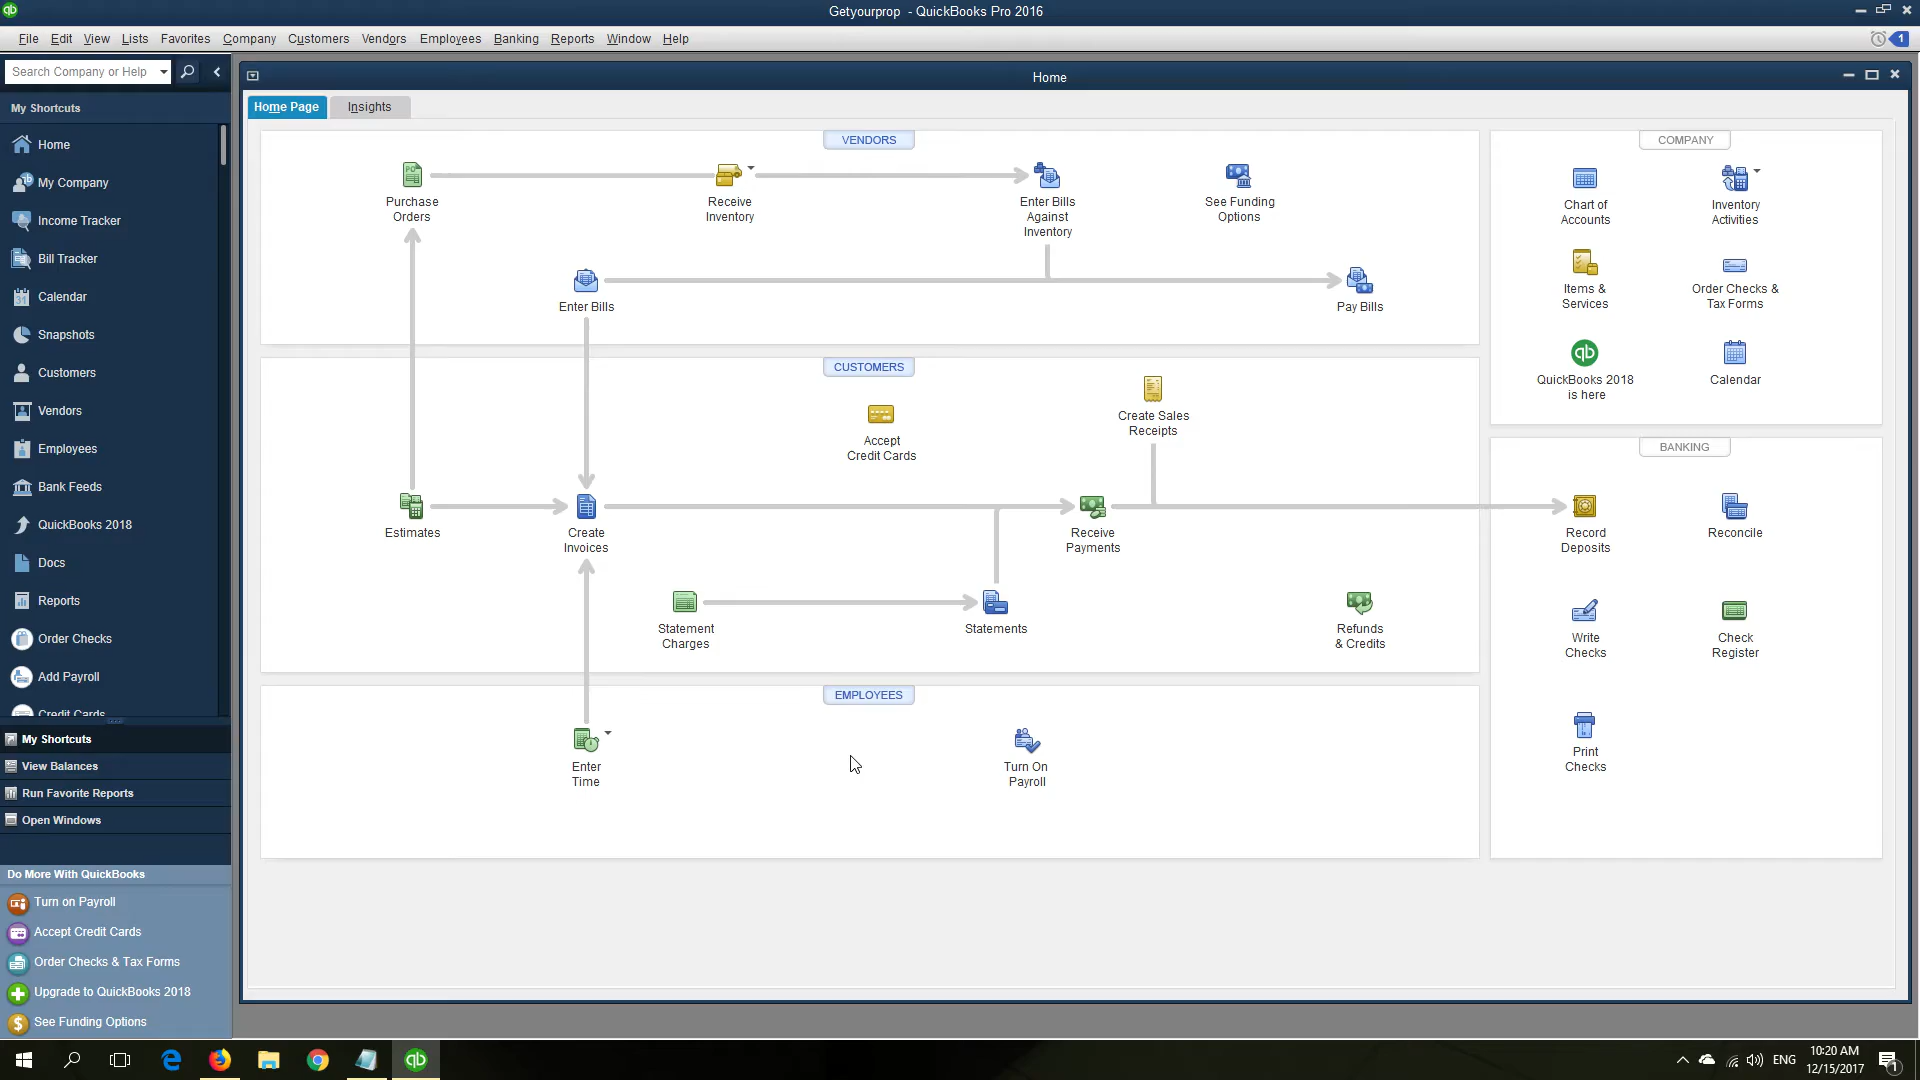 Getyourprop - QuickBooks Pro 2016
File Edit View Lists Favorites Company Customers Vendors Employees Banking Reports Window Help
1
Search Company or Help
My Shortcuts
Home
My Company
Income Tracker
Bill Tracker
31
Calendar
Snapshots
Customers
Vendors
Employees
Bank Feeds
QuickBooks 2018
Docs
Reports
Order Checks
Add Payroll
Credit Cards
My Shortcuts
View Balances
Run Favorite Reports
Open Windows
Do More With QuickBooks
Turn on Payroll
Accept Credit Cards
Order Checks & Tax Forms
Upgrade to QuickBooks 2018
$
See Funding Options
Home
Home Page
Insights
VENDORS
PO
Purchase
Orders
Receive
Inventory
Enter Bills
Against
Inventory
See Funding
Options
Enter Bills
Pay Bills
CUSTOMERS
Accept
Credit Cards
Create Sales
Receipts
Estimates
Create
Invoices
Receive
Payments
Statement
Charges
Statements
Refunds
& Credits
EMPLOYEES
Enter
Time
Turn On
Payroll
COMPANY
Chart of
Accounts
Inventory
Activities
Items &
Services
Order Checks &
Tax Forms
qb
QuickBooks 2018
is here
Calendar
BANKING
Record
Deposits
Reconcile
Write
Checks
Check
Register
Print
Checks
qb
ENG
10:20 AM
12/15/2017
1